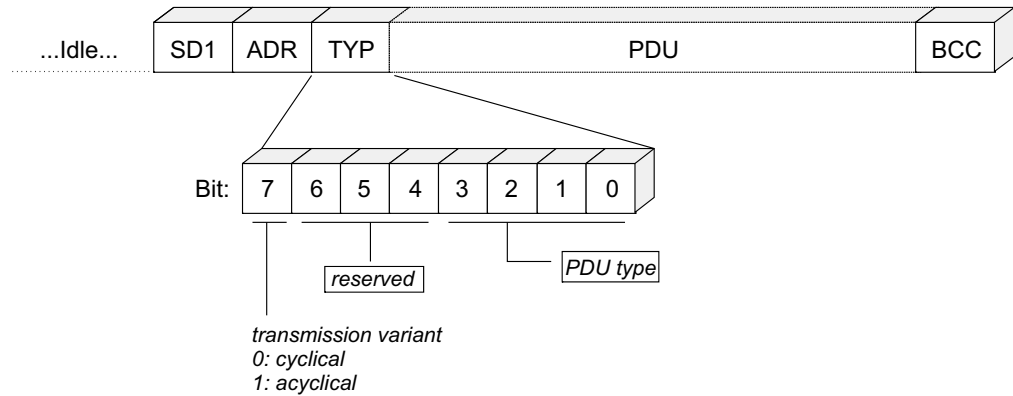 ...Idle... SD1 ADR TYP PDU BCC
Bit: 7 6 5 4 3 2 1 0
reserved
PDU type
transmission variant
0: cyclical
1: acyclical